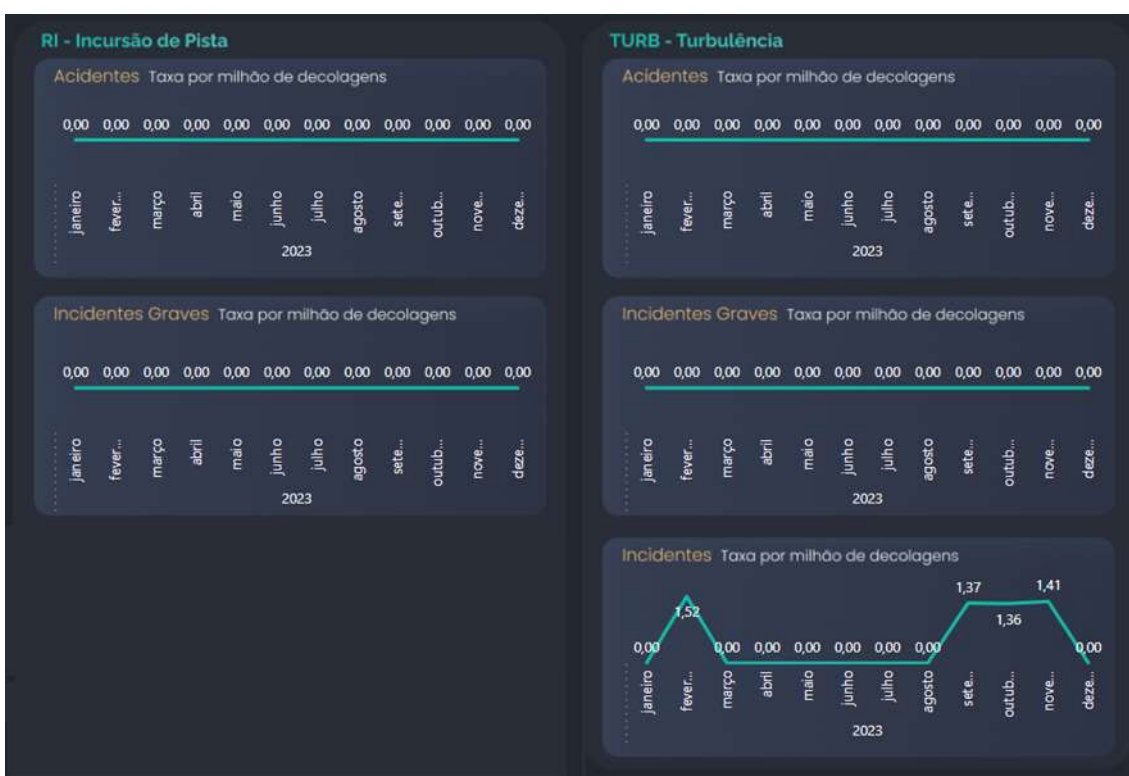 RI - Incursão de Pista
Acidentes Taxa por milhão de decolagens
0,00 0,00 0,00 0,00 0,00 0,00 0,00 0,00 0,00 0,00 0,00 0,00
janeiro fever... março abril maio junho julho agosto sete... outub... nove... deze...
2023
Incidentes Graves Taxa por milhão de decolagens
0,00 0,00 0,00 0,00 0,00 0,00 0,00 0,00 0,00 0,00 0,00 0,00
janeiro fever... março abril maio junho julho agosto sete... outub... nove... deze...
2023
TURB - Turbulência
Acidentes Taxa por milhão de decolagens
0,00 0,00 0,00 0,00 0,00 0,00 0,00 0,00 0,00 0,00 0,00 0,00
janeiro fever... março abril maio junho julho agosto sete... outub... nove... deze...
2023
Incidentes Graves Taxa por milhão de decolagens
0,00 0,00 0,00 0,00 0,00 0,00 0,00 0,00 0,00 0,00 0,00 0,00
janeiro fever... março abril maio junho julho agosto sete... outub... nove... deze...
2023
Incidentes Taxa por milhão de decolagens
0,00 1,52 0,00 0,00 0,00 0,00 0,00 0,00 1,37 1,36 1,41 0,00
janeiro fever... março abril maio junho julho agosto sete... outub... nove... deze...
2023